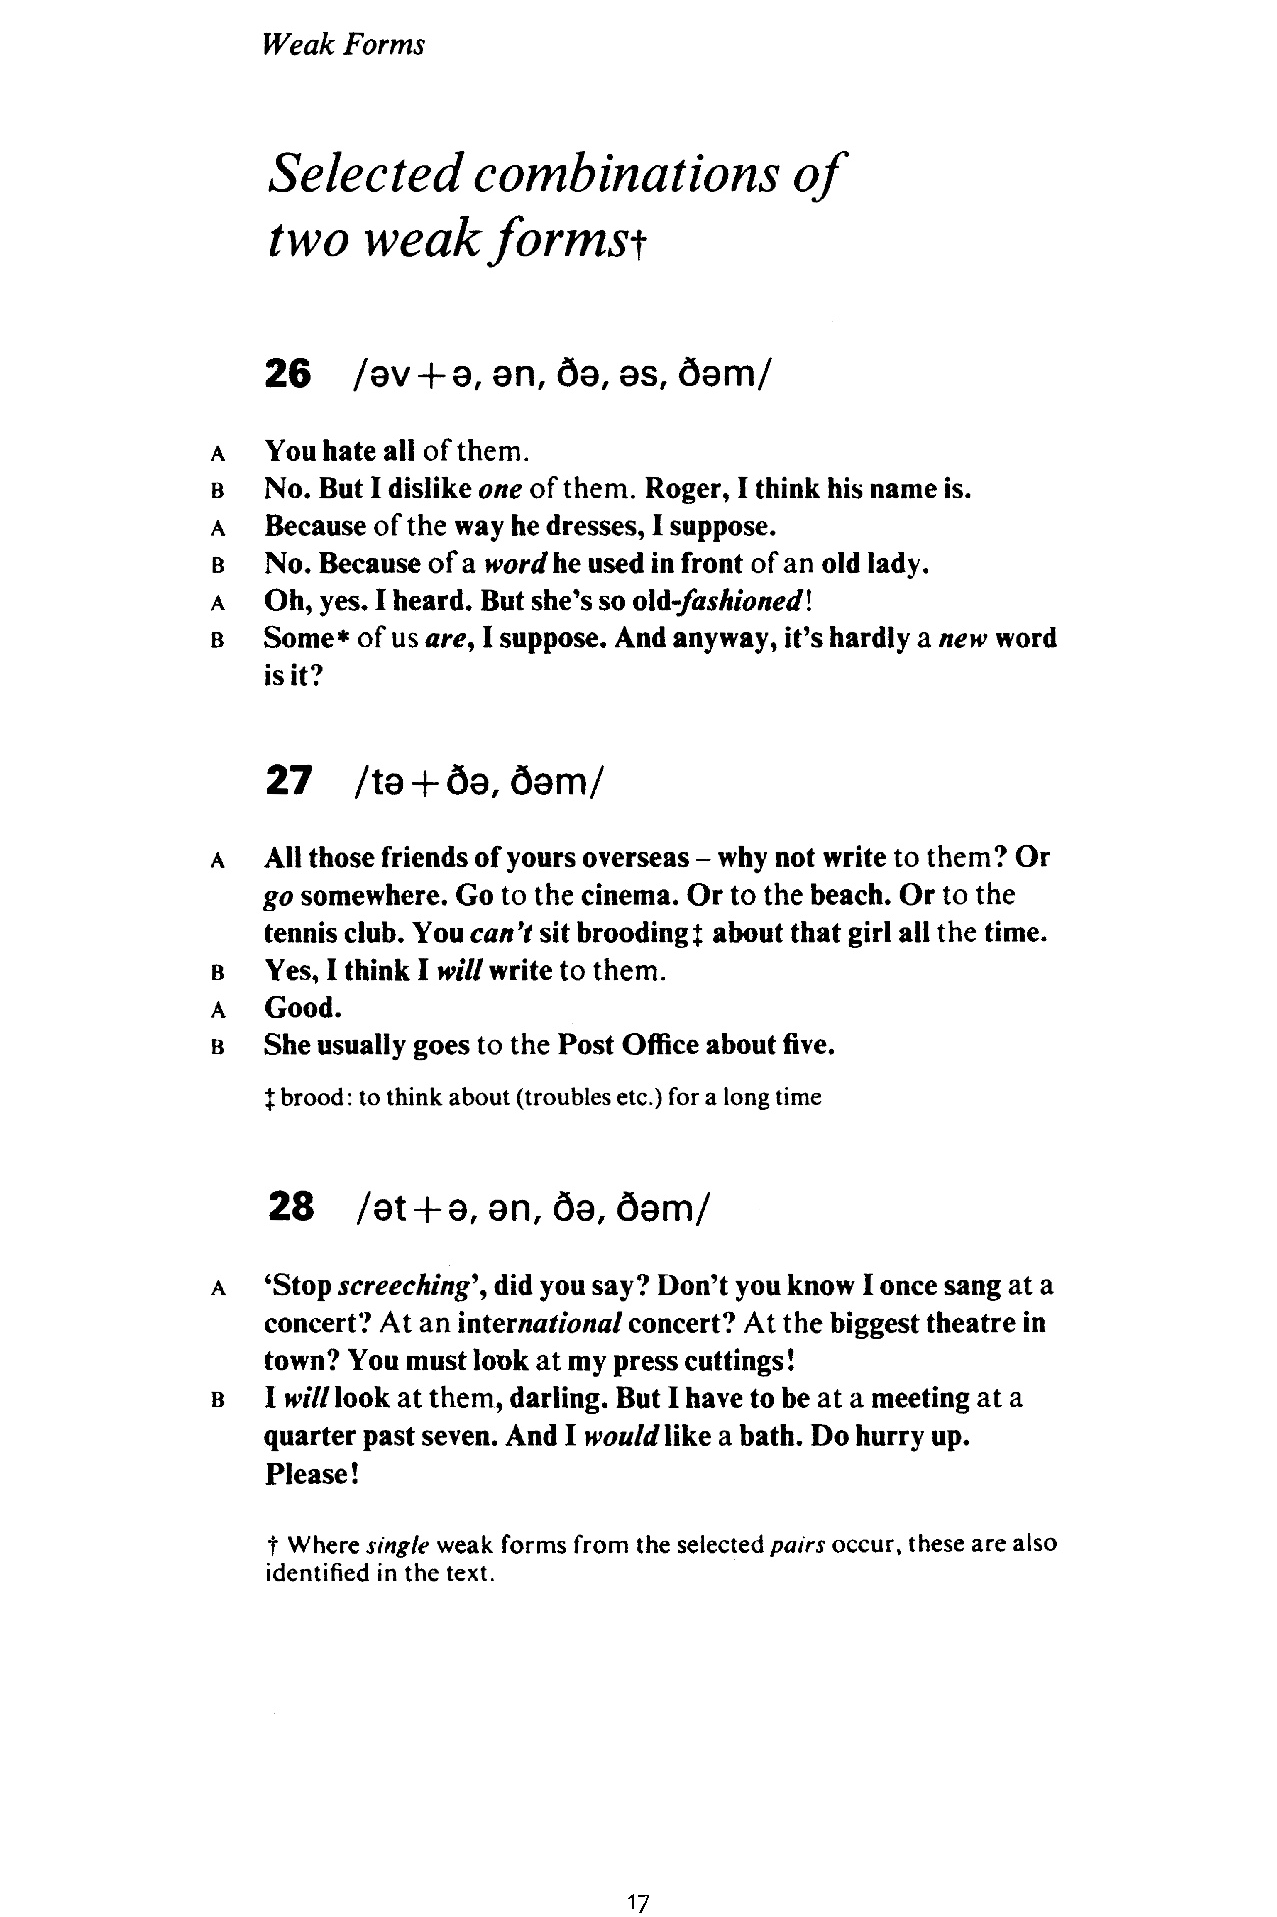 Weak Forms
Selected combinations of
two weak forms†
26 /əv+ə, ən, ðə, əs, ðəm/
A You hate all of them.
B No. But I dislike one of them. Roger, I think his name is.
A Because of the way he dresses, I suppose.
B No. Because of a word he used in front of an old lady.
A Oh, yes. I heard. But she's so old-fashioned!
B Some* of us are, I suppose. And anyway, it's hardly a new word
is it?
27 /tə+ðə, ðəm/
A All those friends of yours overseas – why not write to them? Or
go somewhere. Go to the cinema. Or to the beach. Or to the
tennis club. You can't sit brooding‡ about that girl all the time.
B Yes, I think I will write to them.
A Good.
B She usually goes to the Post Office about five.
‡ brood: to think about (troubles etc.) for a long time
28 /ət+ə, ən, ðə, ðəm/
A ‘Stop screeching’, did you say? Don't you know I once sang at a
concert? At an international concert? At the biggest theatre in
town? You must look at my press cuttings!
B I will look at them, darling. But I have to be at a meeting at a
quarter past seven. And I would like a bath. Do hurry up.
Please!
† Where single weak forms from the selected pairs occur, these are also
identified in the text.
17